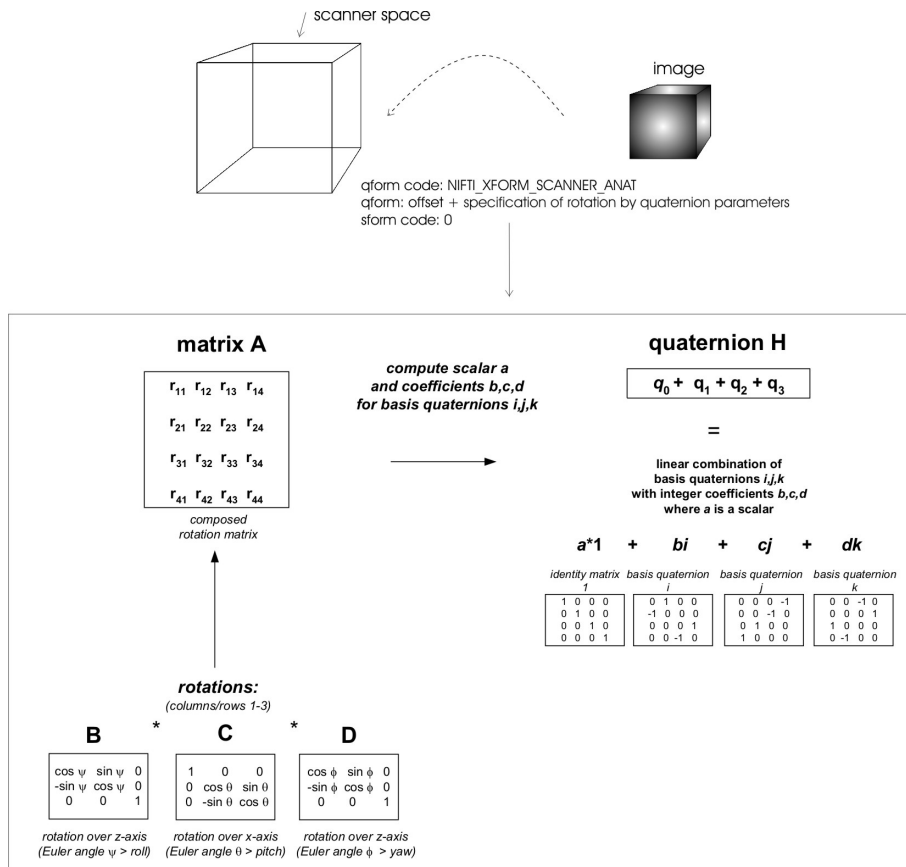 scanner space
image
qform code: NIFTI_XFORM_SCANNER_ANAT
qform: offset + specification of rotation by quaternion parameters
sform code: 0
matrix A
r11 r12 r13 r14
r21 r22 r23 r24
r31 r32 r33 r34
r41 r42 r43 r44
composed
rotation matrix
compute scalar a
and coefficients b,c,d
for basis quaternions i,j,k
quaternion H
q0 + q1 + q2 + q3
=
linear combination of
basis quaternions i,j,k
with integer coefficients b,c,d
where a is a scalar
a*1 + bi + cj + dk
identity matrix
1
1 0 0 0
0 1 0 0
0 0 1 0
0 0 0 1
basis quaternion
i
0 1 0 0
-1 0 0 0
0 0 0 1
0 0 -1 0
basis quaternion
j
0 0 0 -1
0 0 -1 0
0 1 0 0
1 0 0 0
basis quaternion
k
0 0 -1 0
0 0 0 1
1 0 0 0
0 -1 0 0
rotations:
(columns/rows 1-3)
B * C * D
cos ψ sin ψ 0
-sin ψ cos ψ 0
0 0 1
rotation over z-axis
(Euler angle ψ > roll)
1 0 0
0 cos θ sin θ
0 -sin θ cos θ
rotation over x-axis
(Euler angle θ > pitch)
cos ϕ sin ϕ 0
-sin ϕ cos ϕ 0
0 0 1
rotation over z-axis
(Euler angle ϕ > yaw)